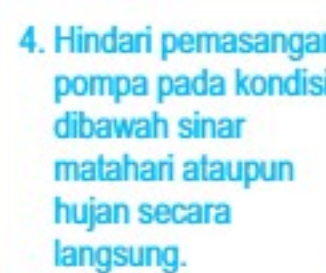 4. Hindari pemasangan
pompa pada kondisi
dibawah sinar
matahari ataupun
hujan secara
langsung.